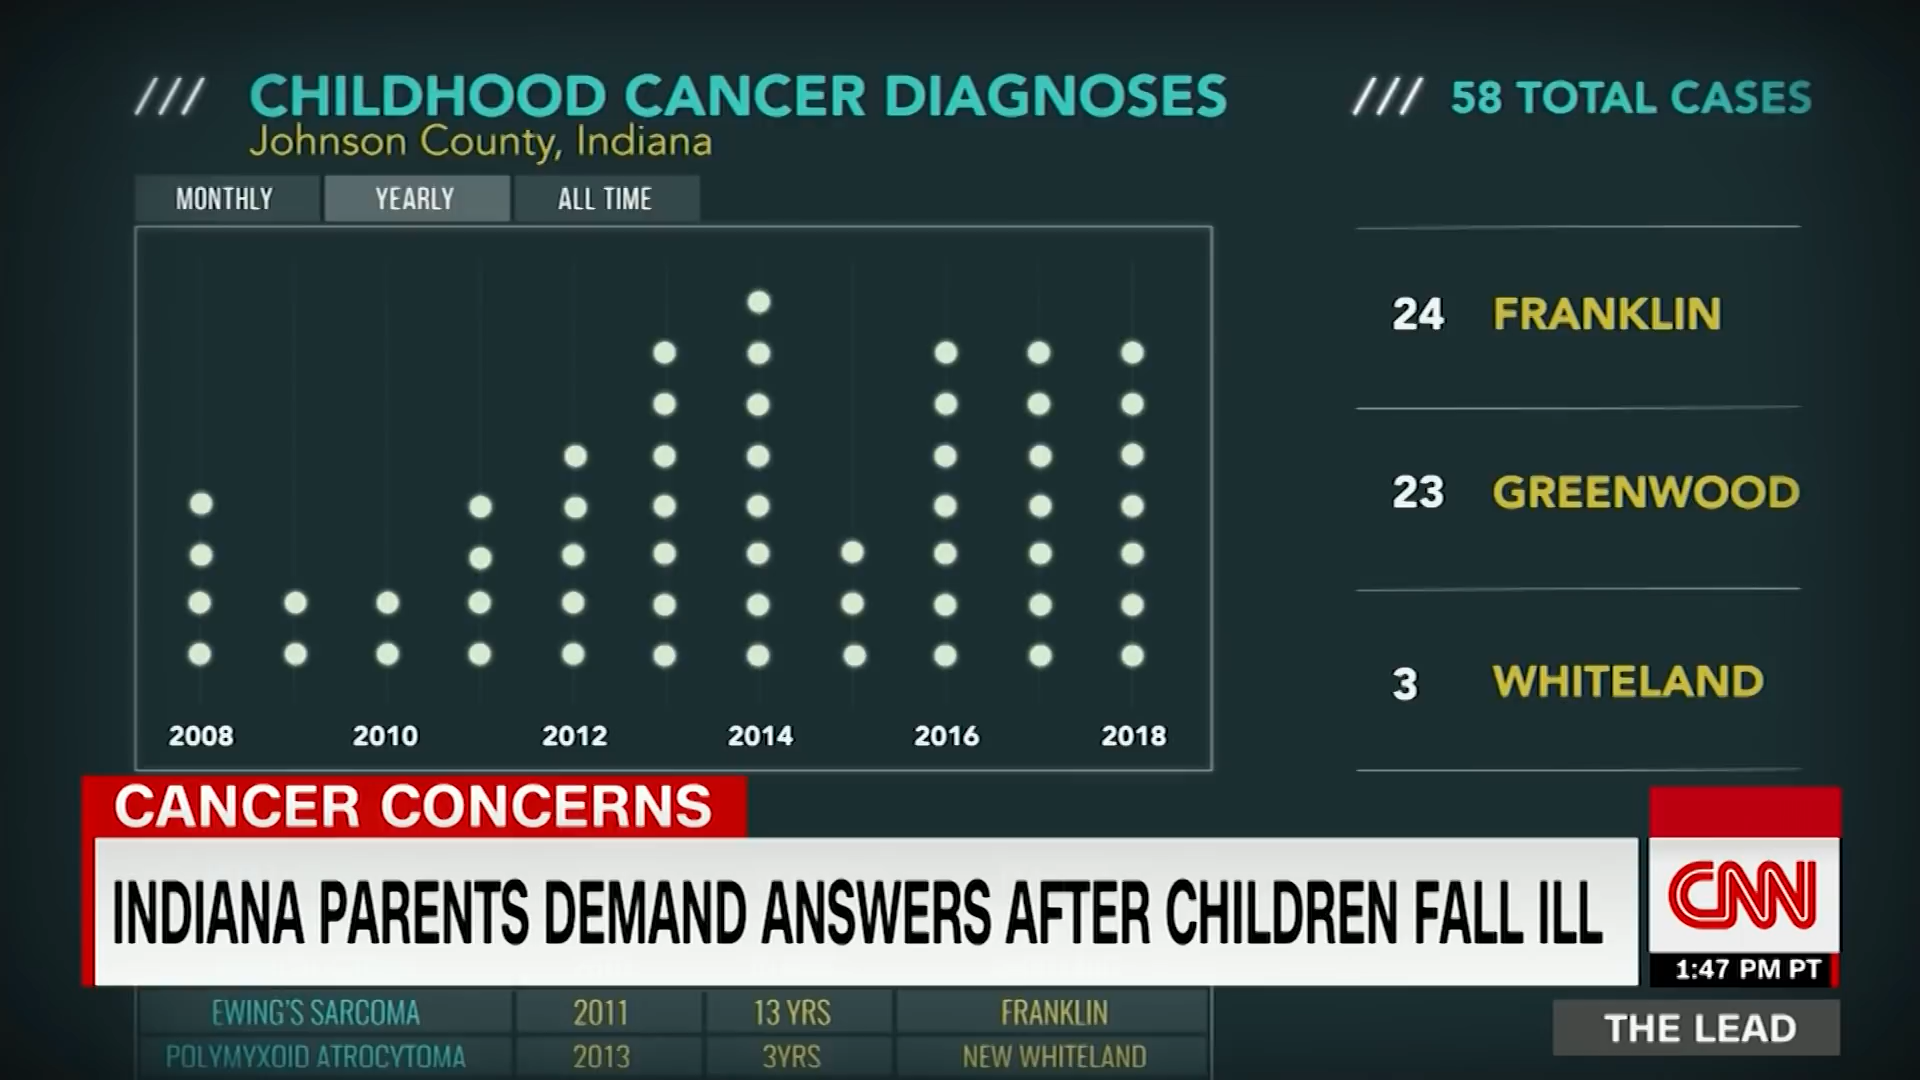 /// CHILDHOOD CANCER DIAGNOSES
Johnson County, Indiana
MONTHLY YEARLY ALL TIME
2008 2010 2012 2014 2016 2018
/// 58 TOTAL CASES
24 FRANKLIN
23 GREENWOOD
3 WHITELAND
CANCER CONCERNS
INDIANA PARENTS DEMAND ANSWERS AFTER CHILDREN FALL ILL
CNN
1:47 PM PT
THE LEAD
EWING'S SARCOMA 2011 13 YRS FRANKLIN
POLYMYXOID ATROCYTOMA 2013 3YRS NEW WHITELAND